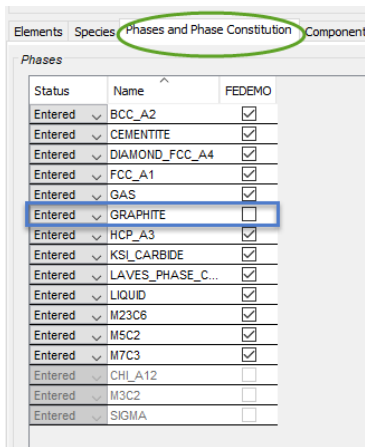 Elements Species Phases and Phase Constitution Component
Phases
Status Name FEDEMO
Entered BCC_A2
Entered CEMENTITE
Entered DIAMOND_FCC_A4
Entered FCC_A1
Entered GAS
Entered GRAPHITE
Entered HCP_A3
Entered KSI_CARBIDE
Entered LAVES_PHASE_C...
Entered LIQUID
Entered M23C6
Entered M5C2
Entered M7C3
Entered CHI_A12
Entered M3C2
Entered SIGMA